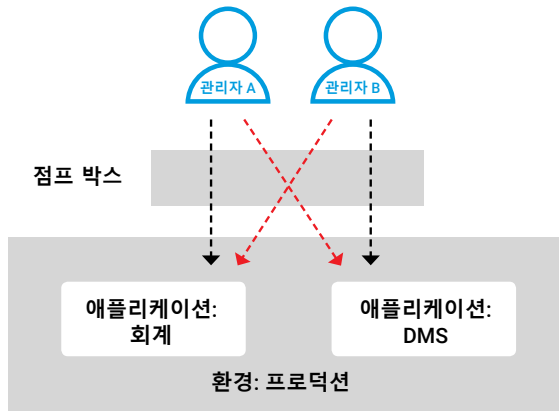 관리자 A
관리자 B
점프 박스
애플리케이션:
회계
애플리케이션:
DMS
환경: 프로덕션